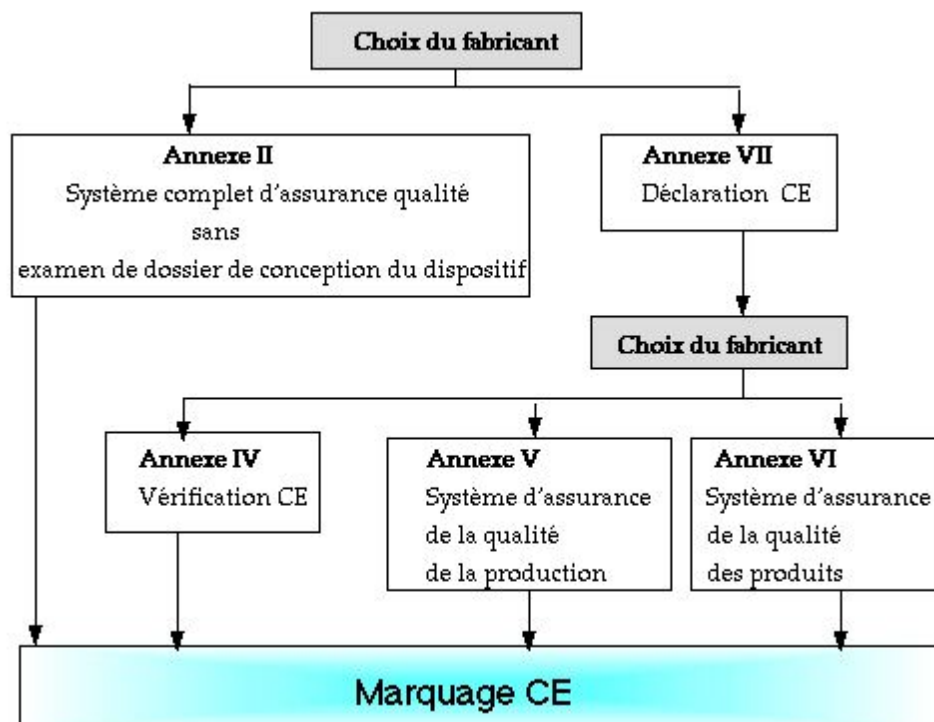 Choix du fabricant
Annexe II
Système complet d'assurance qualité
sans
examen de dossier de conception du dispositif
Annexe VII
Déclaration CE
Choix du fabricant
Annexe IV
Vérification CE
Annexe V
Système d'assurance
de la qualité
de la production
Annexe VI
Système d'assurance
de la qualité
des produits
Marquage CE